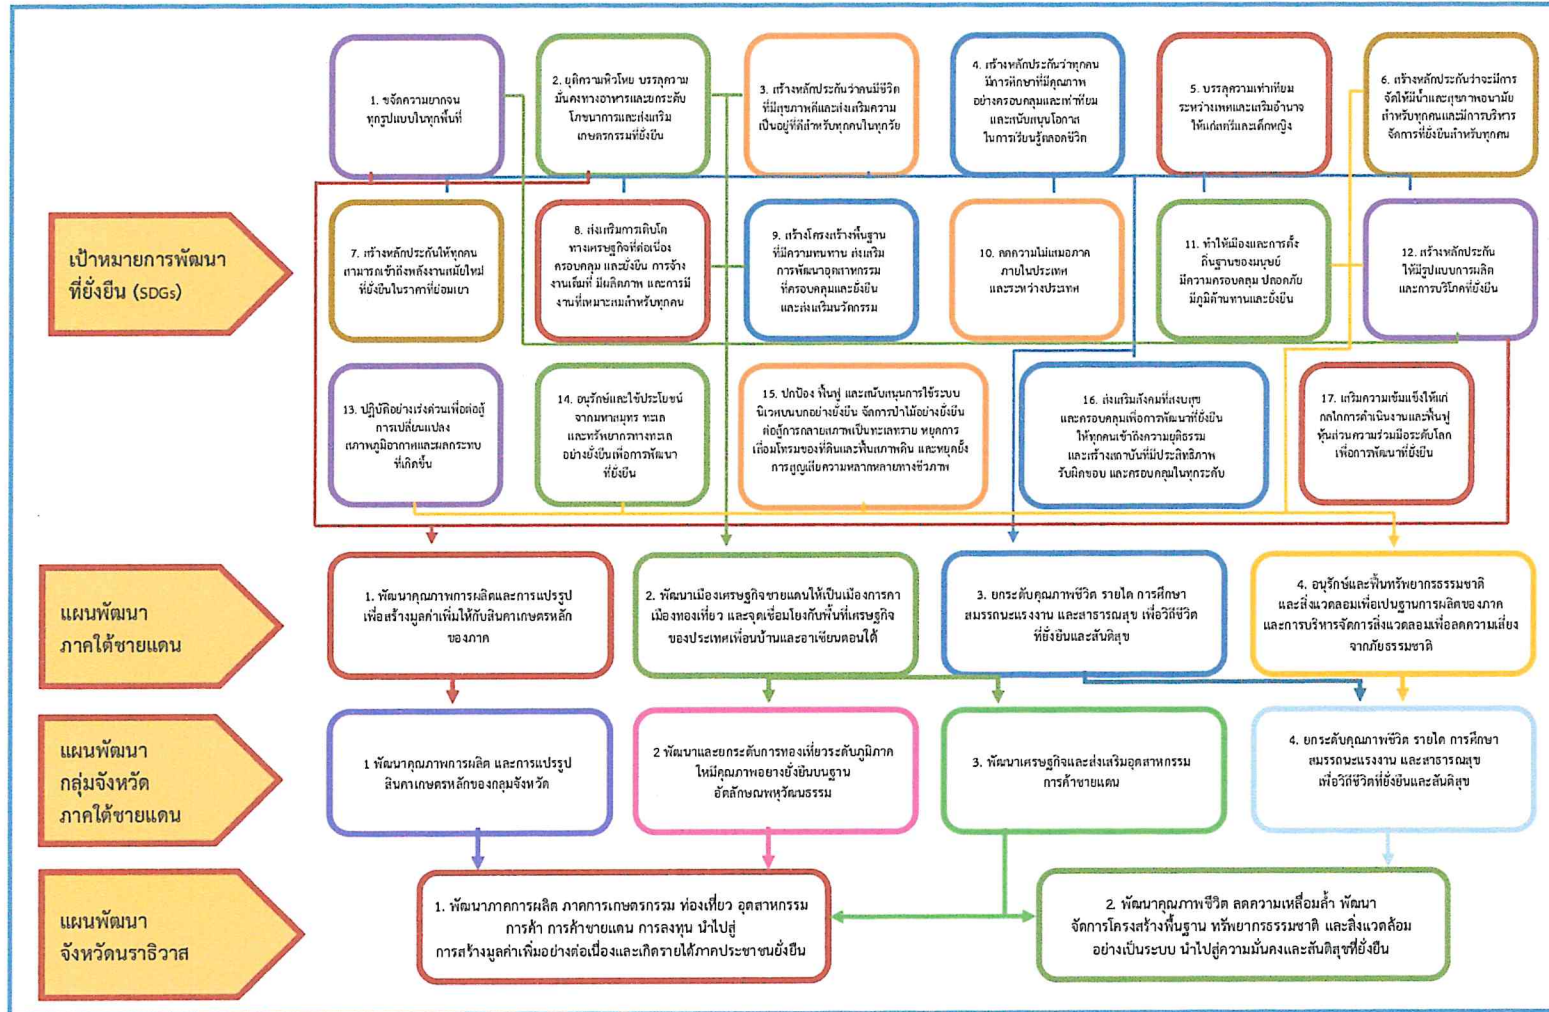 1. ขจัดความยากจน
ทุกรูปแบบในทุกพื้นที่
2. ยุติความหิวโหย บรรลุความ
มั่นคงทางอาหารและยกระดับ
โภชนาการและส่งเสริม
เกษตรกรรมที่ยั่งยืน
3. สร้างหลักประกันว่าคนมีชีวิต
ที่มีสุขภาพดีและส่งเสริมความ
เป็นอยู่ที่ดีสำหรับทุกคนในทุกวัย
4. สร้างหลักประกันว่าทุกคน
มีการศึกษาที่มีคุณภาพ
อย่างครอบคลุมและเท่าเทียม
และสนับสนุนโอกาส
ในการเรียนรู้ตลอดชีวิต
5. บรรลุความเท่าเทียม
ระหว่างเพศและเสริมอำนาจ
ให้แก่สตรีและเด็กหญิง
6. สร้างหลักประกันว่าจะมีการ
จัดให้มีน้ำและสุขภาพอนามัย
สำหรับทุกคนและมีการบริหาร
จัดการที่ยั่งยืนสำหรับทุกคน
เป้าหมายการพัฒนา
ที่ยั่งยืน (SDGs)
7. สร้างหลักประกันให้ทุกคน
สามารถเข้าถึงพลังงานสมัยใหม่
ที่ยั่งยืนในราคาที่ย่อมเยา
8. ส่งเสริมการเติบโต
ทางเศรษฐกิจที่ต่อเนื่อง
ครอบคลุม และยั่งยืน การจ้าง
งานเต็มที่ มีผลิตภาพ และการมี
งานที่เหมาะสมสำหรับทุกคน
9. สร้างโครงสร้างพื้นฐาน
ที่มีความทนทาน ส่งเสริม
การพัฒนาอุตสาหกรรม
ที่ครอบคลุมและยั่งยืน
และส่งเสริมนวัตกรรม
10. ลดความไม่เสมอภาค
ภายในประเทศ
และระหว่างประเทศ
11. ทำให้เมืองและการตั้ง
ถิ่นฐานของมนุษย์
มีความครอบคลุม ปลอดภัย
มีภูมิต้านทานและยั่งยืน
12. สร้างหลักประกัน
ให้มีรูปแบบการผลิต
และการบริโภคที่ยั่งยืน
13. ปฏิบัติอย่างเร่งด่วนเพื่อต่อสู้
การเปลี่ยนแปลง
สภาพภูมิอากาศและผลกระทบ
ที่เกิดขึ้น
14. อนุรักษ์และใช้ประโยชน์
จากมหาสมุทร ทะเล
และทรัพยากรทางทะเล
อย่างยั่งยืนเพื่อการพัฒนา
ที่ยั่งยืน
15. ปกป้อง ฟื้นฟู และสนับสนุนการใช้ระบบ
นิเวศบนบกอย่างยั่งยืน จัดการป่าไม้อย่างยั่งยืน
ต่อสู้การกลายสภาพเป็นทะเลทราย หยุดการ
เสื่อมโทรมของที่ดินและฟื้นสภาพดิน และหยุดยั้ง
การสูญเสียความหลากหลายทางชีวภาพ
16. ส่งเสริมสังคมที่สงบสุข
และครอบคลุมเพื่อการพัฒนาที่ยั่งยืน
ให้ทุกคนเข้าถึงความยุติธรรม
และสร้างสถาบันที่มีประสิทธิภาพ
รับผิดชอบ และครอบคลุมในทุกระดับ
17. เสริมความเข้มแข็งให้แก่
กลไกการดำเนินงานและฟื้นฟู
หุ้นส่วนความร่วมมือระดับโลก
เพื่อการพัฒนาที่ยั่งยืน
แผนพัฒนา
ภาคใต้ชายแดน
1. พัฒนาคุณภาพการผลิตและการแปรรูป
เพื่อสร้างมูลค่าเพิ่มให้กับสินคาเกษตรหลัก
ของภาค
2. พัฒนาเมืองเศรษฐกิจชายแดนให้เป็นเมืองการคา
เมืองทองเที่ยว และจุดเชื่อมโยงกับพื้นที่เศรษฐกิจ
ของประเทศเพื่อนบ้านและอาเซียนตอนใต้
3. ยกระดับคุณภาพชีวิต รายได การศึกษา
สมรรถนะแรงงาน และสาธารณสุข เพื่อวิถีชีวิต
ที่ยั่งยืนและสันติสุข
4. อนุรักษ์และฟื้นทรัพยากรธรรมชาติ
และสิ่งแวดลอมเพื่อเปนฐานการผลิตของภาค
และการบริหารจัดการสิ่งแวดลอมเพื่อลดความเสี่ยง
จากภัยธรรมชาติ
แผนพัฒนา
กลุ่มจังหวัด
ภาคใต้ชายแดน
1 พัฒนาคุณภาพการผลิต และการแปรรูป
สินคาเกษตรหลักของกลุ่มจังหวัด
2 พัฒนาและยกระดับการทองเที่ยวระดับภูมิภาค
ใหมีคุณภาพอยางยั่งยืนบนฐาน
อัตลักษณพหุวัฒนธรรม
3. พัฒนาเศรษฐกิจและส่งเสริมอุตสาหกรรม
การค้าชายแดน
4. ยกระดับคุณภาพชีวิต รายได การศึกษา
สมรรถนะแรงงาน และสาธารณสุข
เพื่อวิถีชีวิตที่ยั่งยืนและสันติสุข
แผนพัฒนา
จังหวัดนราธิวาส
1. พัฒนาภาคการผลิต ภาคการเกษตรกรรม ท่องเที่ยว อุตสาหกรรม
การค้า การค้าชายแดน การลงทุน นำไปสู่
การสร้างมูลค่าเพิ่มอย่างต่อเนื่องและเกิดรายได้ภาคประชาชนยั่งยืน
2. พัฒนาคุณภาพชีวิต ลดความเหลื่อมล้ำ พัฒนา
จัดการโครงสร้างพื้นฐาน ทรัพยากรธรรมชาติ และสิ่งแวดล้อม
อย่างเป็นระบบ นำไปสู่ความมั่นคงและสันติสุขที่ยั่งยืน